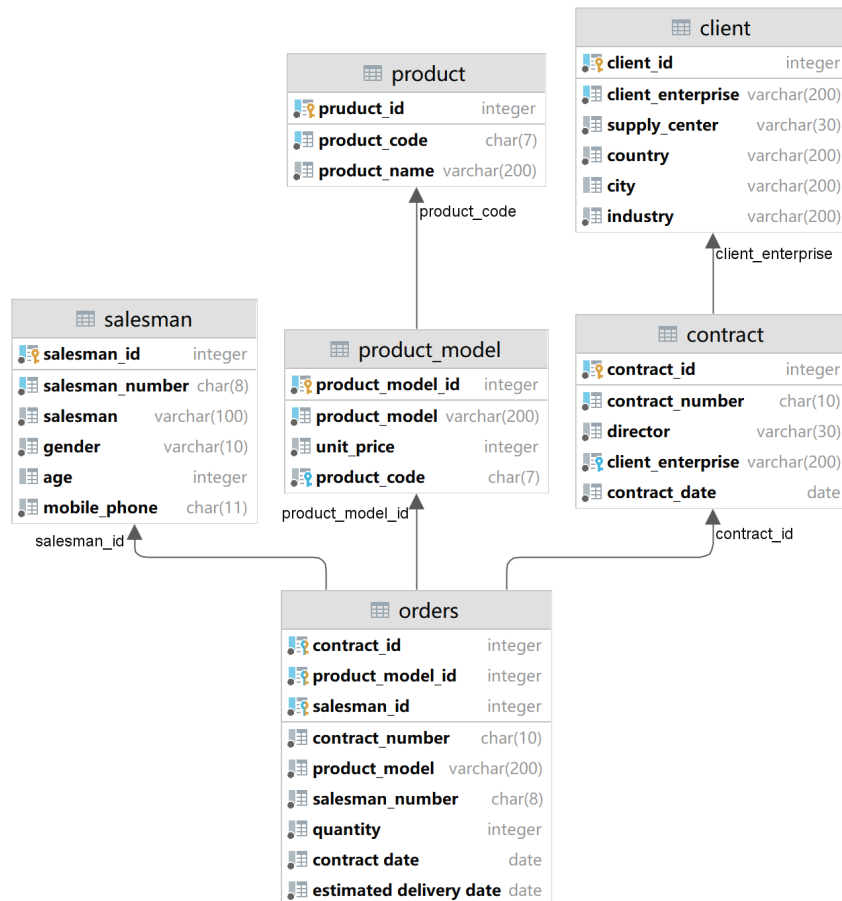 client
client_id integer
client_enterprise varchar(200)
supply_center varchar(30)
country varchar(200)
city varchar(200)
industry varchar(200)
product
pruduct_id integer
product_code char(7)
product_name varchar(200)
product_code
client_enterprise
salesman
salesman_id integer
salesman_number char(8)
salesman varchar(100)
gender varchar(10)
age integer
mobile_phone char(11)
product_model
product_model_id integer
product_model varchar(200)
unit_price integer
product_code char(7)
contract
contract_id integer
contract_number char(10)
director varchar(30)
client_enterprise varchar(200)
contract_date date
salesman_id
product_model_id
contract_id
orders
contract_id integer
product_model_id integer
salesman_id integer
contract_number char(10)
product_model varchar(200)
salesman_number char(8)
quantity integer
contract date date
estimated delivery date date